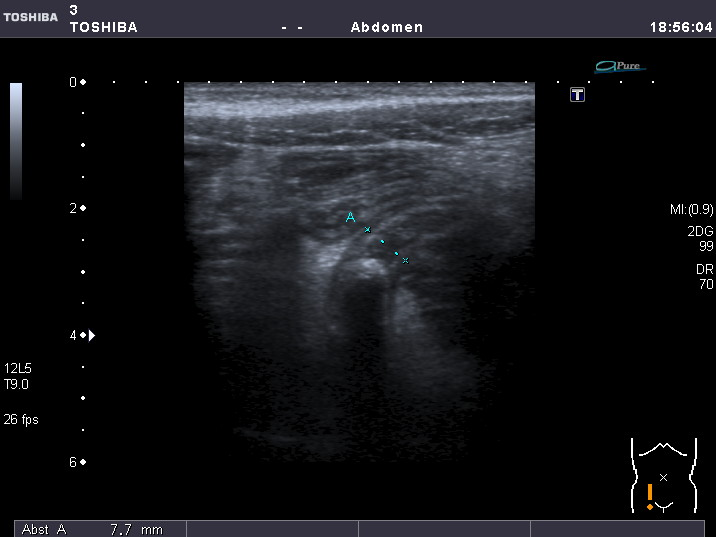 TOSHIBA
3
TOSHIBA - - Abdomen 18:56:04
aPure
T
0
2
4
6
A
MI:(0.9)
2DG
99
DR
70
12L5
T9.0
26 fps
Abst A 7.7 mm